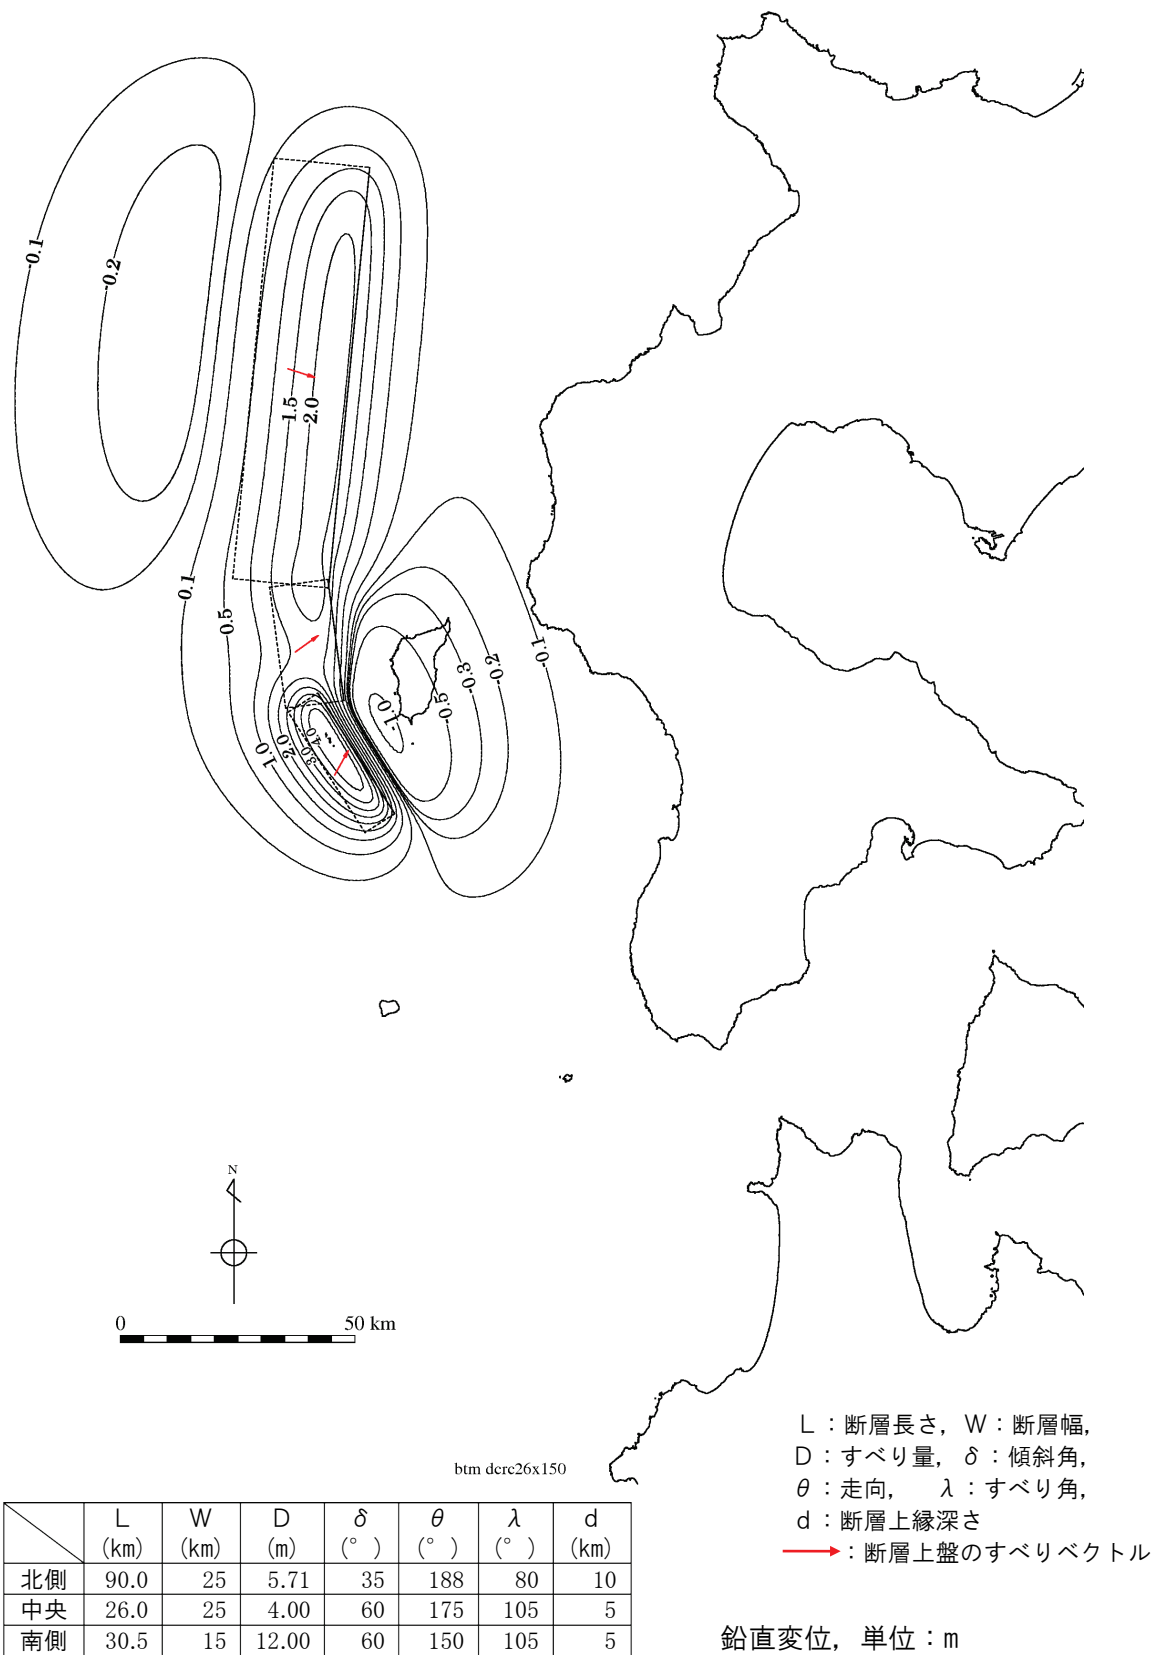 -0.1
-0.2
1.5
2.0
0.1
0.5
-0.1
-0.2
-0.3
-0.5
-1.0
1.0
2.0
3.0
4.0
N
0 50 km
btm dcrc26x150
L：断層長さ，W：断層幅，
D：すべり量，δ：傾斜角，
θ：走向， λ：すべり角，
d：断層上縁深さ
：断層上盤のすべりベクトル
L W D δ θ λ d
(km) (km) (m) (°) (°) (°) (km)
北側 90.0 25 5.71 35 188 80 10
中央 26.0 25 4.00 60 175 105 5
南側 30.5 15 12.00 60 150 105 5
鉛直変位，単位：m